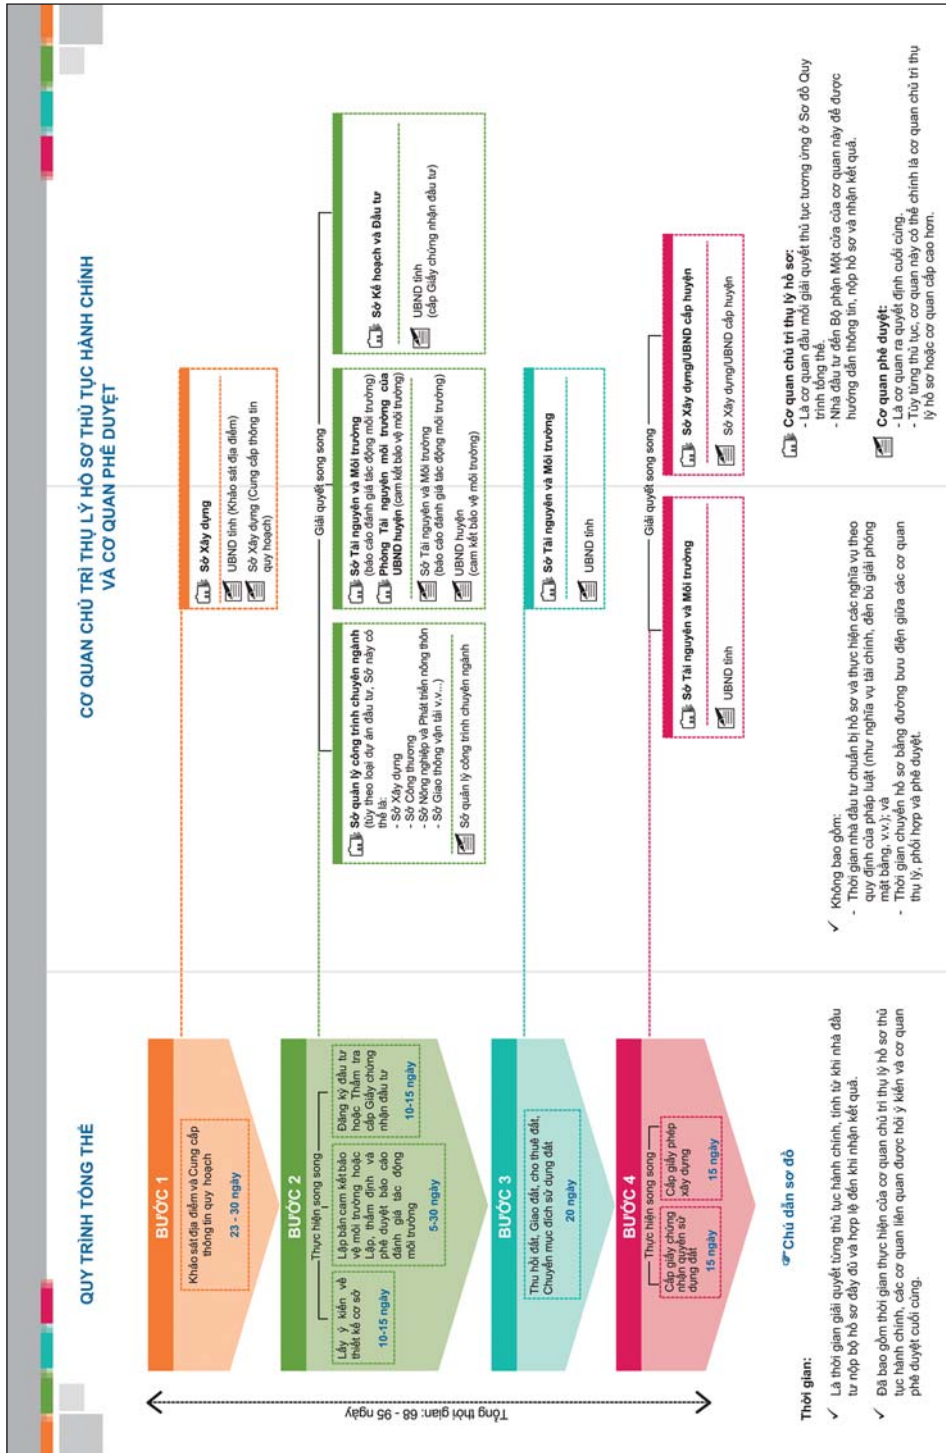 QUY TRÌNH TỔNG THỂ
BƯỚC 1
Khảo sát địa điểm và Cung cấp
thông tin quy hoạch
23 - 30 ngày
BƯỚC 2
Thực hiện song song
Lấy ý kiến về
thiết kế cơ sở
10-15 ngày
Lập bản cam kết bảo
vệ môi trường hoặc
Lập, thẩm định và
phê duyệt báo cáo
đánh giá tác động
môi trường
5-30 ngày
Đăng ký đầu tư
hoặc Thẩm tra
cấp Giấy chứng
nhận đầu tư
10-15 ngày
BƯỚC 3
Thu hồi đất, Giao đất, cho thuê đất,
Chuyển mục đích sử dụng đất
20 ngày
BƯỚC 4
Thực hiện song song
Cấp giấy chứng
nhận quyền sử
dụng đất
15 ngày
Cấp giấy phép
xây dựng
15 ngày
Tổng thời gian: 68 - 95 ngày
CƠ QUAN CHỦ TRÌ THỤ LÝ HỒ SƠ THỦ TỤC HÀNH CHÍNH
VÀ CƠ QUAN PHÊ DUYỆT
Sở Xây dựng
UBND tỉnh (Khảo sát địa điểm)
Sở Xây dựng (Cung cấp thông tin
quy hoạch)
Giải quyết song song
Sở quản lý công trình chuyên ngành
(tùy theo loại dự án đầu tư, Sở này có
thể là:
- Sở Xây dựng
- Sở Công thương
- Sở Nông nghiệp và Phát triển nông thôn
- Sở Giao thông vận tải v.v...)
Sở quản lý công trình chuyên ngành
Sở Tài nguyên và Môi trường
(báo cáo đánh giá tác động môi trường)
Phòng Tài nguyên môi trường của
UBND huyện (cam kết bảo vệ môi trường)
Sở Tài nguyên và Môi trường
(báo cáo đánh giá tác động môi trường)
UBND huyện
(cam kết bảo vệ môi trường)
Sở Kế hoạch và Đầu tư
UBND tỉnh
(cấp Giấy chứng nhận đầu tư)
Sở Tài nguyên và Môi trường
UBND tỉnh
Giải quyết song song
Sở Tài nguyên và Môi trường
UBND tỉnh
Sở Xây dựng/UBND cấp huyện
Sở Xây dựng/UBND cấp huyện
☞Chú dẫn sơ đồ
Thời gian:
✓ Là thời gian giải quyết từng thủ tục hành chính, tính từ khi nhà đầu
tư nộp bộ hồ sơ đầy đủ và hợp lệ đến khi nhận kết quả.
✓ Đã bao gồm thời gian thực hiện của cơ quan chủ trì thụ lý hồ sơ thủ
tục hành chính, các cơ quan liên quan được hỏi ý kiến và cơ quan
phê duyệt cuối cùng.
✓ Không bao gồm:
- Thời gian nhà đầu tư chuẩn bị hồ sơ và thực hiện các nghĩa vụ theo
quy định của pháp luật (như nghĩa vụ tài chính, đền bù giải phóng
mặt bằng, v.v.); và
- Thời gian chuyển hồ sơ bằng đường bưu điện giữa các cơ quan
thụ lý, phối hợp và phê duyệt.
Cơ quan chủ trì thụ lý hồ sơ:
- Là cơ quan đầu mối giải quyết thủ tục tương ứng ở Sơ đồ Quy
trình tổng thể.
- Nhà đầu tư đến Bộ phận Một cửa của cơ quan này để được
hướng dẫn thông tin, nộp hồ sơ và nhận kết quả.
Cơ quan phê duyệt:
- Là cơ quan ra quyết định cuối cùng.
- Tùy từng thủ tục, cơ quan này có thể chính là cơ quan chủ trì thụ
lý hồ sơ hoặc cơ quan cấp cao hơn.